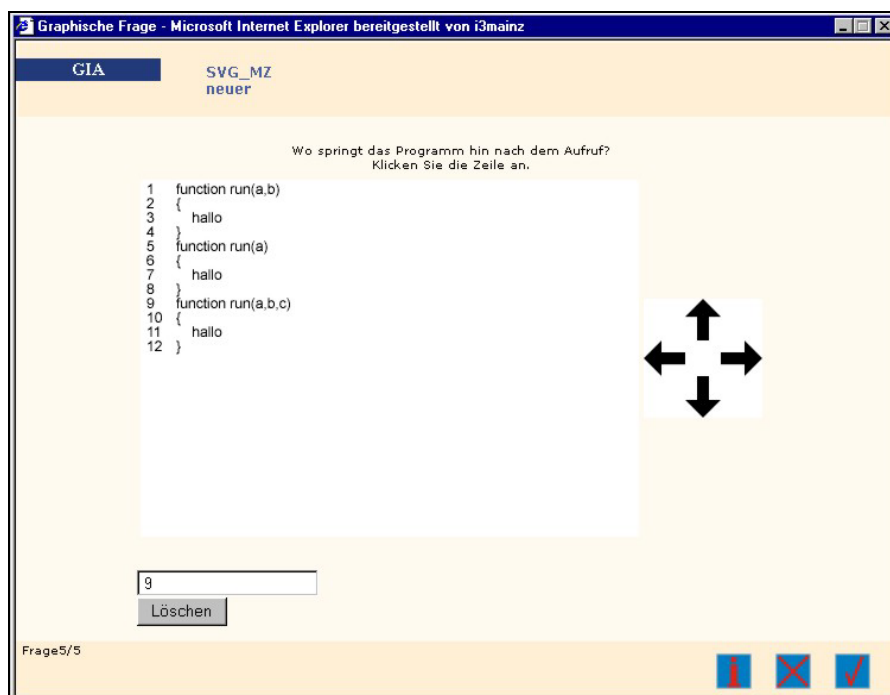 Graphische Frage - Microsoft Internet Explorer bereitgestellt von i3mainz
GIA
SVG_MZ
neuer
Wo springt das Programm hin nach dem Aufruf?
Klicken Sie die Zeile an.
1 function run(a,b)
2 {
3 hallo
4 }
5 function run(a)
6 {
7 hallo
8 }
9 function run(a,b,c)
10 {
11 hallo
12 }
9
Löschen
Frage5/5